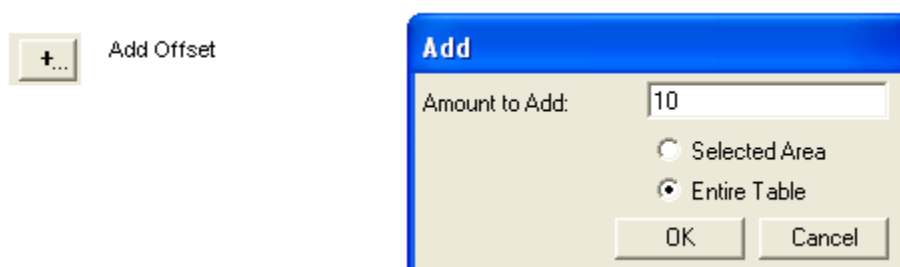 +...
Add Offset
Add
Amount to Add:
10
Selected Area
Entire Table
OK
Cancel